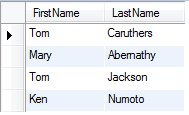 FirstName LastName
Tom Caruthers
Mary Abernathy
Tom Jackson
Ken Numoto